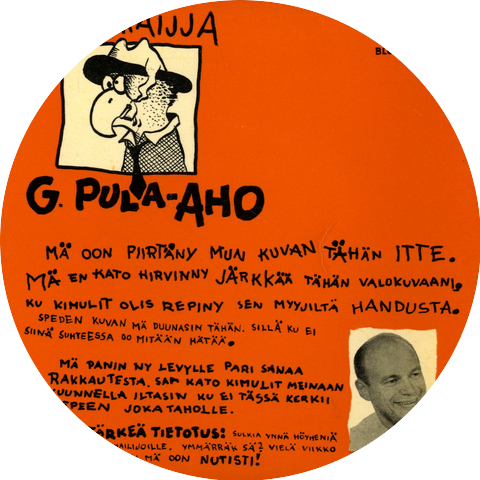 G. PULA-AHO
MÄ OON PIIRTÄNY MUN KUVAN TÄHÄN ITTE.
MÄ EN KATO HIRVINNY JÄRKKÄÄ TÄHÄN VALOKUVAANI,
KU KIMULIT OLIS REPINY SEN MYYJILTÄ HANDUSTA.
SPEDEN KUVAN MÄ DUUNASIN TÄHÄN. SILLÄ KU EI
SIINÄ SUHTEESSA OO MITÄÄN HÄTÄÄ.
MÄ PANIN NY LEVYLLE PARI SANAA
RAKKAUTESTA, SAA KATO KIMULIT MEINAAN
KUUNNELLA ILTASIN KU EI TÄSSÄ KERKII
JOKA TAHOLLE.
TÄRKEÄ TIETOTUS: SULKIA YNNÄ HÖYHENIÄ
YMMÄRRÄK SÄ? VIELÄ VIIKKO
MÄ OON NUTISTI!